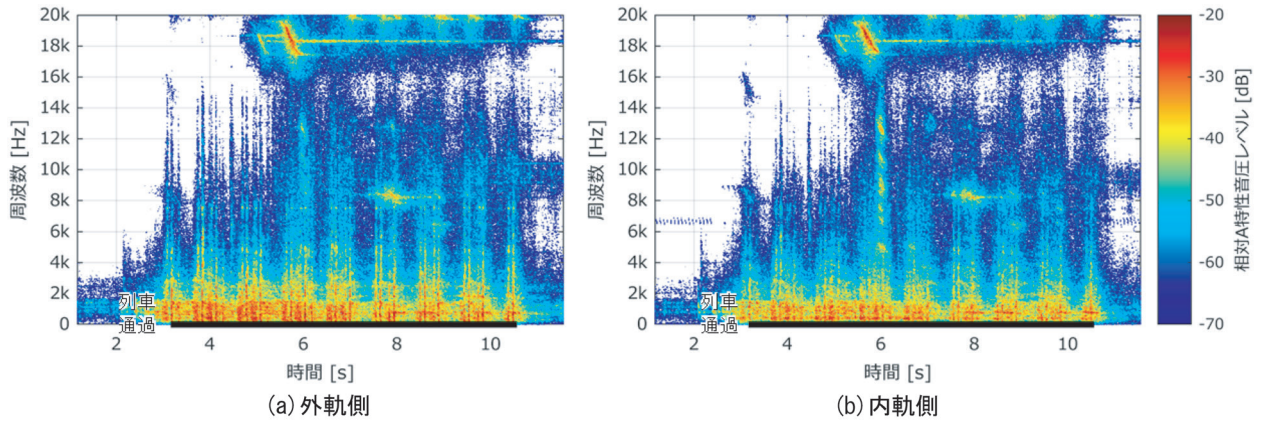 20k
18k
16k
14k
12k
10k
8k
6k
4k
2k
0
周波数 [Hz]
列車
通過
2
4
6
8
10
時間 [s]
(a) 外軌側
20k
18k
16k
14k
12k
10k
8k
6k
4k
2k
0
周波数 [Hz]
列車
通過
2
4
6
8
10
時間 [s]
(b) 内軌側
-20
-30
-40
-50
-60
-70
相対A特性音圧レベル [dB]